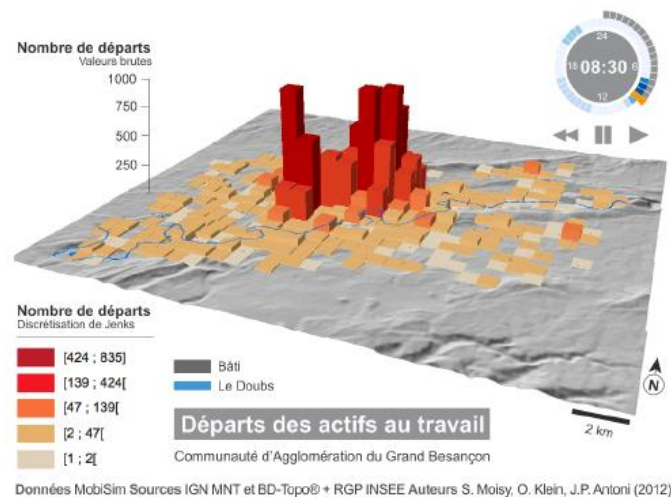 Nombre de départs
Valeurs brutes
1000
750
500
250
24
18 08:30 6
12
Nombre de départs
Discrétisation de Jenks
[424 ; 835]
[139 ; 424[
[47 ; 139[
[2 ; 47[
[1 ; 2[
Bâti
Le Doubs
Départs des actifs au travail
Communauté d'Agglomération du Grand Besançon
N
2 km
Données MobiSim Sources IGN MNT et BD-Topo® + RGP INSEE Auteurs S. Moisy, O. Klein, J.P. Antoni (2012)